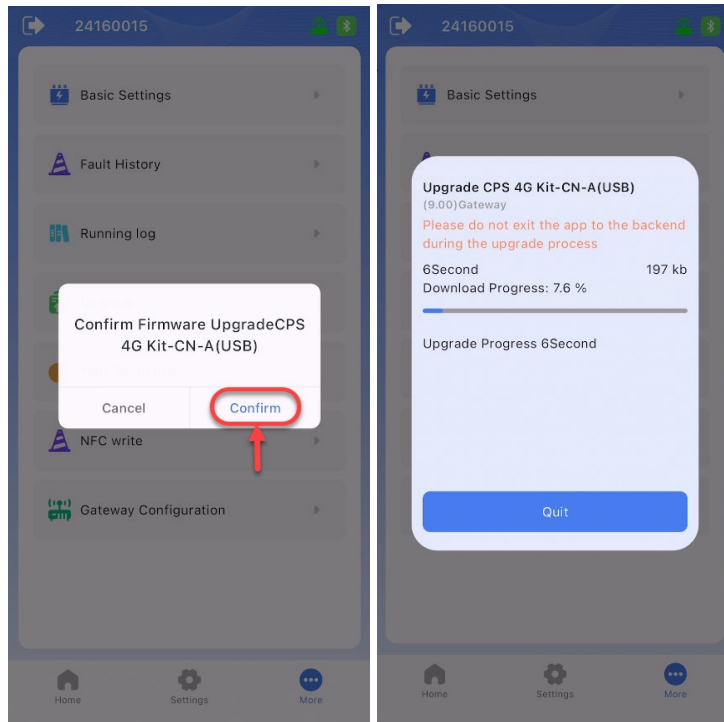 24160015
Basic Settings
Fault History
Running log
Confirm Firmware UpgradeCPS
4G Kit-CN-A(USB)
Cancel
Confirm
NFC write
Gateway Configuration
Home
Settings
More
24160015
Basic Settings
Upgrade CPS 4G Kit-CN-A(USB)
(9.00)Gateway
Please do not exit the app to the backend
during the upgrade process
6Second
197 kb
Download Progress: 7.6 %
Upgrade Progress 6Second
Quit
Home
Settings
More